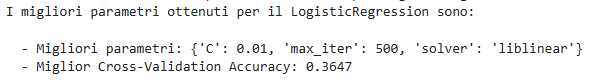 I migliori parametri ottenuti per il LogisticRegression sono:
- Migliori parametri: {'C': 0.01, 'max_iter': 500, 'solver': 'liblinear'}
- Miglior Cross-Validation Accuracy: 0.3647